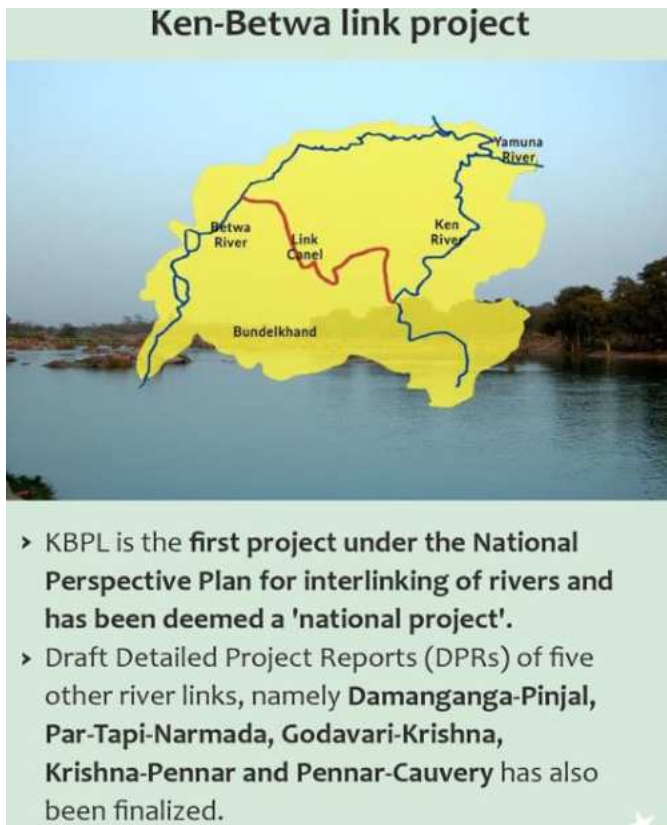 Ken-Betwa link project
Yamuna
River
Betwa
River
Link
Canel
Ken
River
Bundelkhand
› KBPL is the first project under the National
Perspective Plan for interlinking of rivers and
has been deemed a 'national project'.
› Draft Detailed Project Reports (DPRs) of five
other river links, namely Damanganga-Pinjal,
Par-Tapi-Narmada, Godavari-Krishna,
Krishna-Pennar and Pennar-Cauvery has also
been finalized.